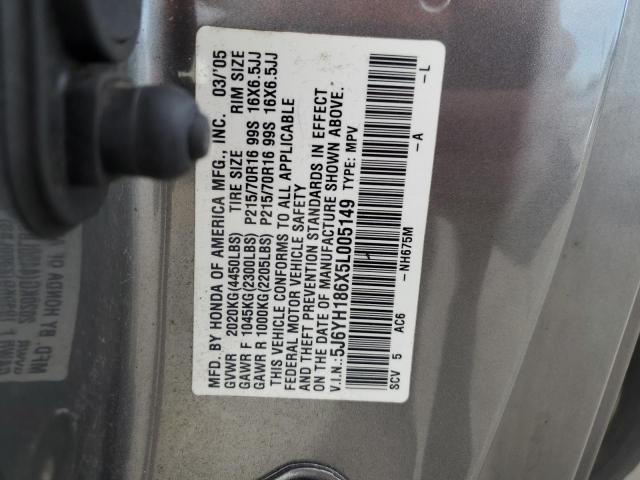 MFD. BY HONDA OF AMERICA MFG., INC. 03/'05
GVWR 2020KG(4450LBS) TIRE SIZE RIM SIZE
GAWR F 1045KG(2300LBS) P215/70R16 99S 16X6.5JJ
GAWR R 1000KG(2205LBS) P215/70R16 99S 16X6.5JJ
THIS VEHICLE CONFORMS TO ALL APPLICABLE
FEDERAL MOTOR VEHICLE SAFETY
AND THEFT PREVENTION STANDARDS IN EFFECT
ON THE DATE OF MANUFACTURE SHOWN ABOVE.
V.I.N.:5J6YH186X5L005149 TYPE: MPV
-NH675M -A -L
SCV 5 AC6